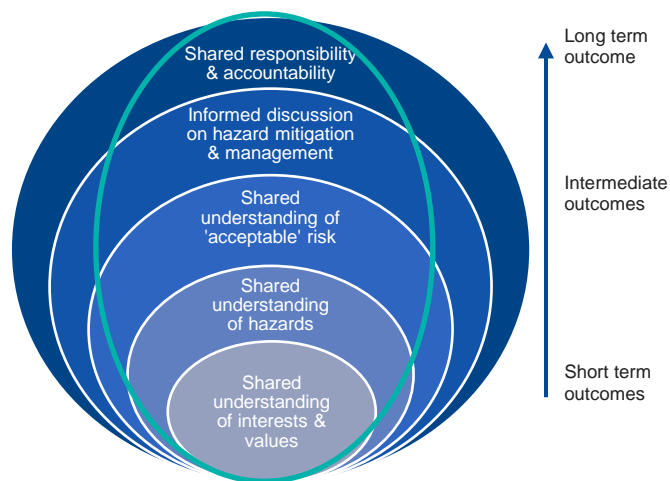 Shared responsibility
& accountability
Informed discussion
on hazard mitigation
& management
Shared
understanding of
'acceptable' risk
Shared
understanding
of hazards
Shared
understanding
of interests &
values
Long term
outcome
Intermediate
outcomes
Short term
outcomes